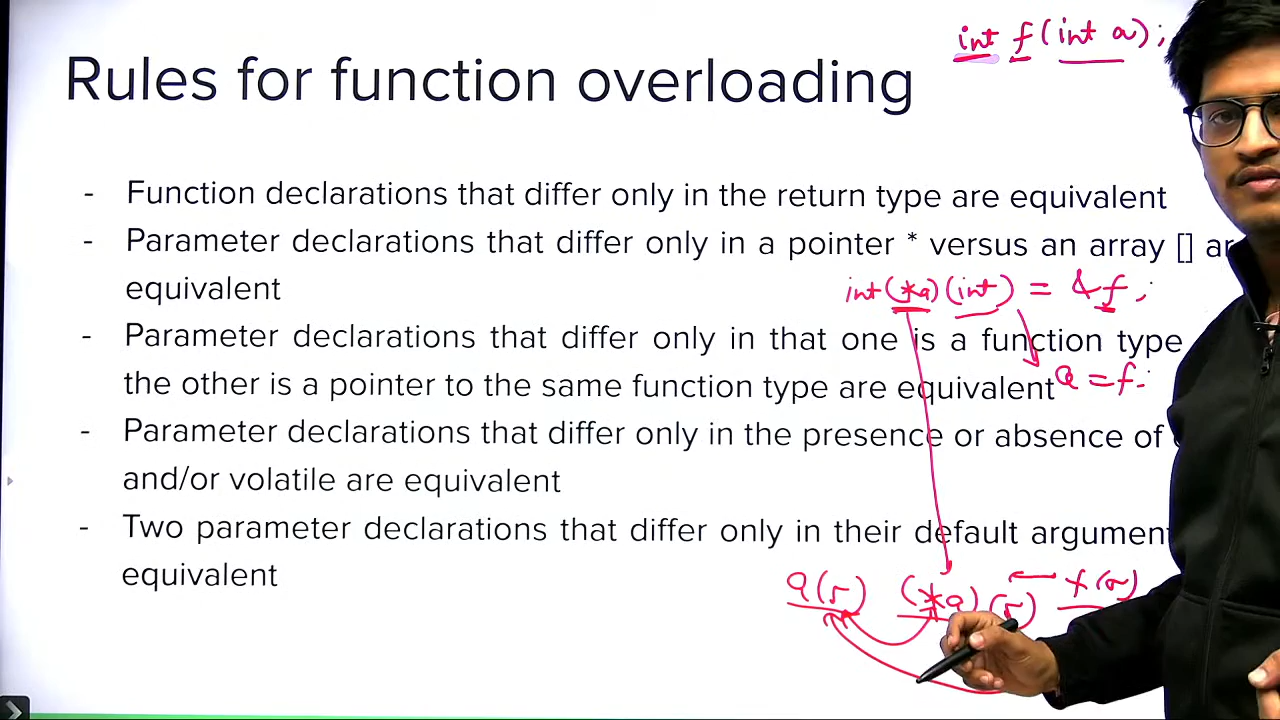 int f(int a);
Rules for function overloading
- Function declarations that differ only in the return type are equivalent
- Parameter declarations that differ only in a pointer * versus an array [] ar
equivalent
int(*a)(int) = &f;
- Parameter declarations that differ only in that one is a function type
the other is a pointer to the same function type are equivalent
a = f;
- Parameter declarations that differ only in the presence or absence of
and/or volatile are equivalent
- Two parameter declarations that differ only in their default argument
equivalent
a(5) (*a)(5) f(5)